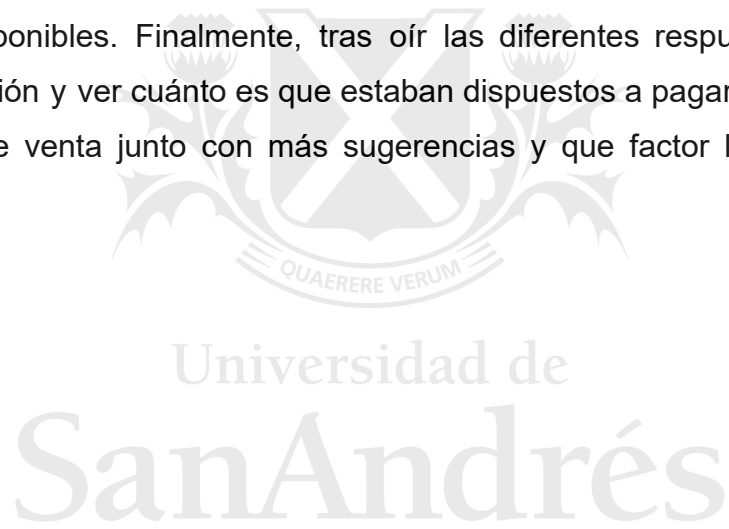 ponibles. Finalmente, tras oír las diferentes respu
ión y ver cuánto es que estaban dispuestos a pagar
e venta junto con más sugerencias y que factor l
QUAERERE VERUM
Universidad de
SanAndrés